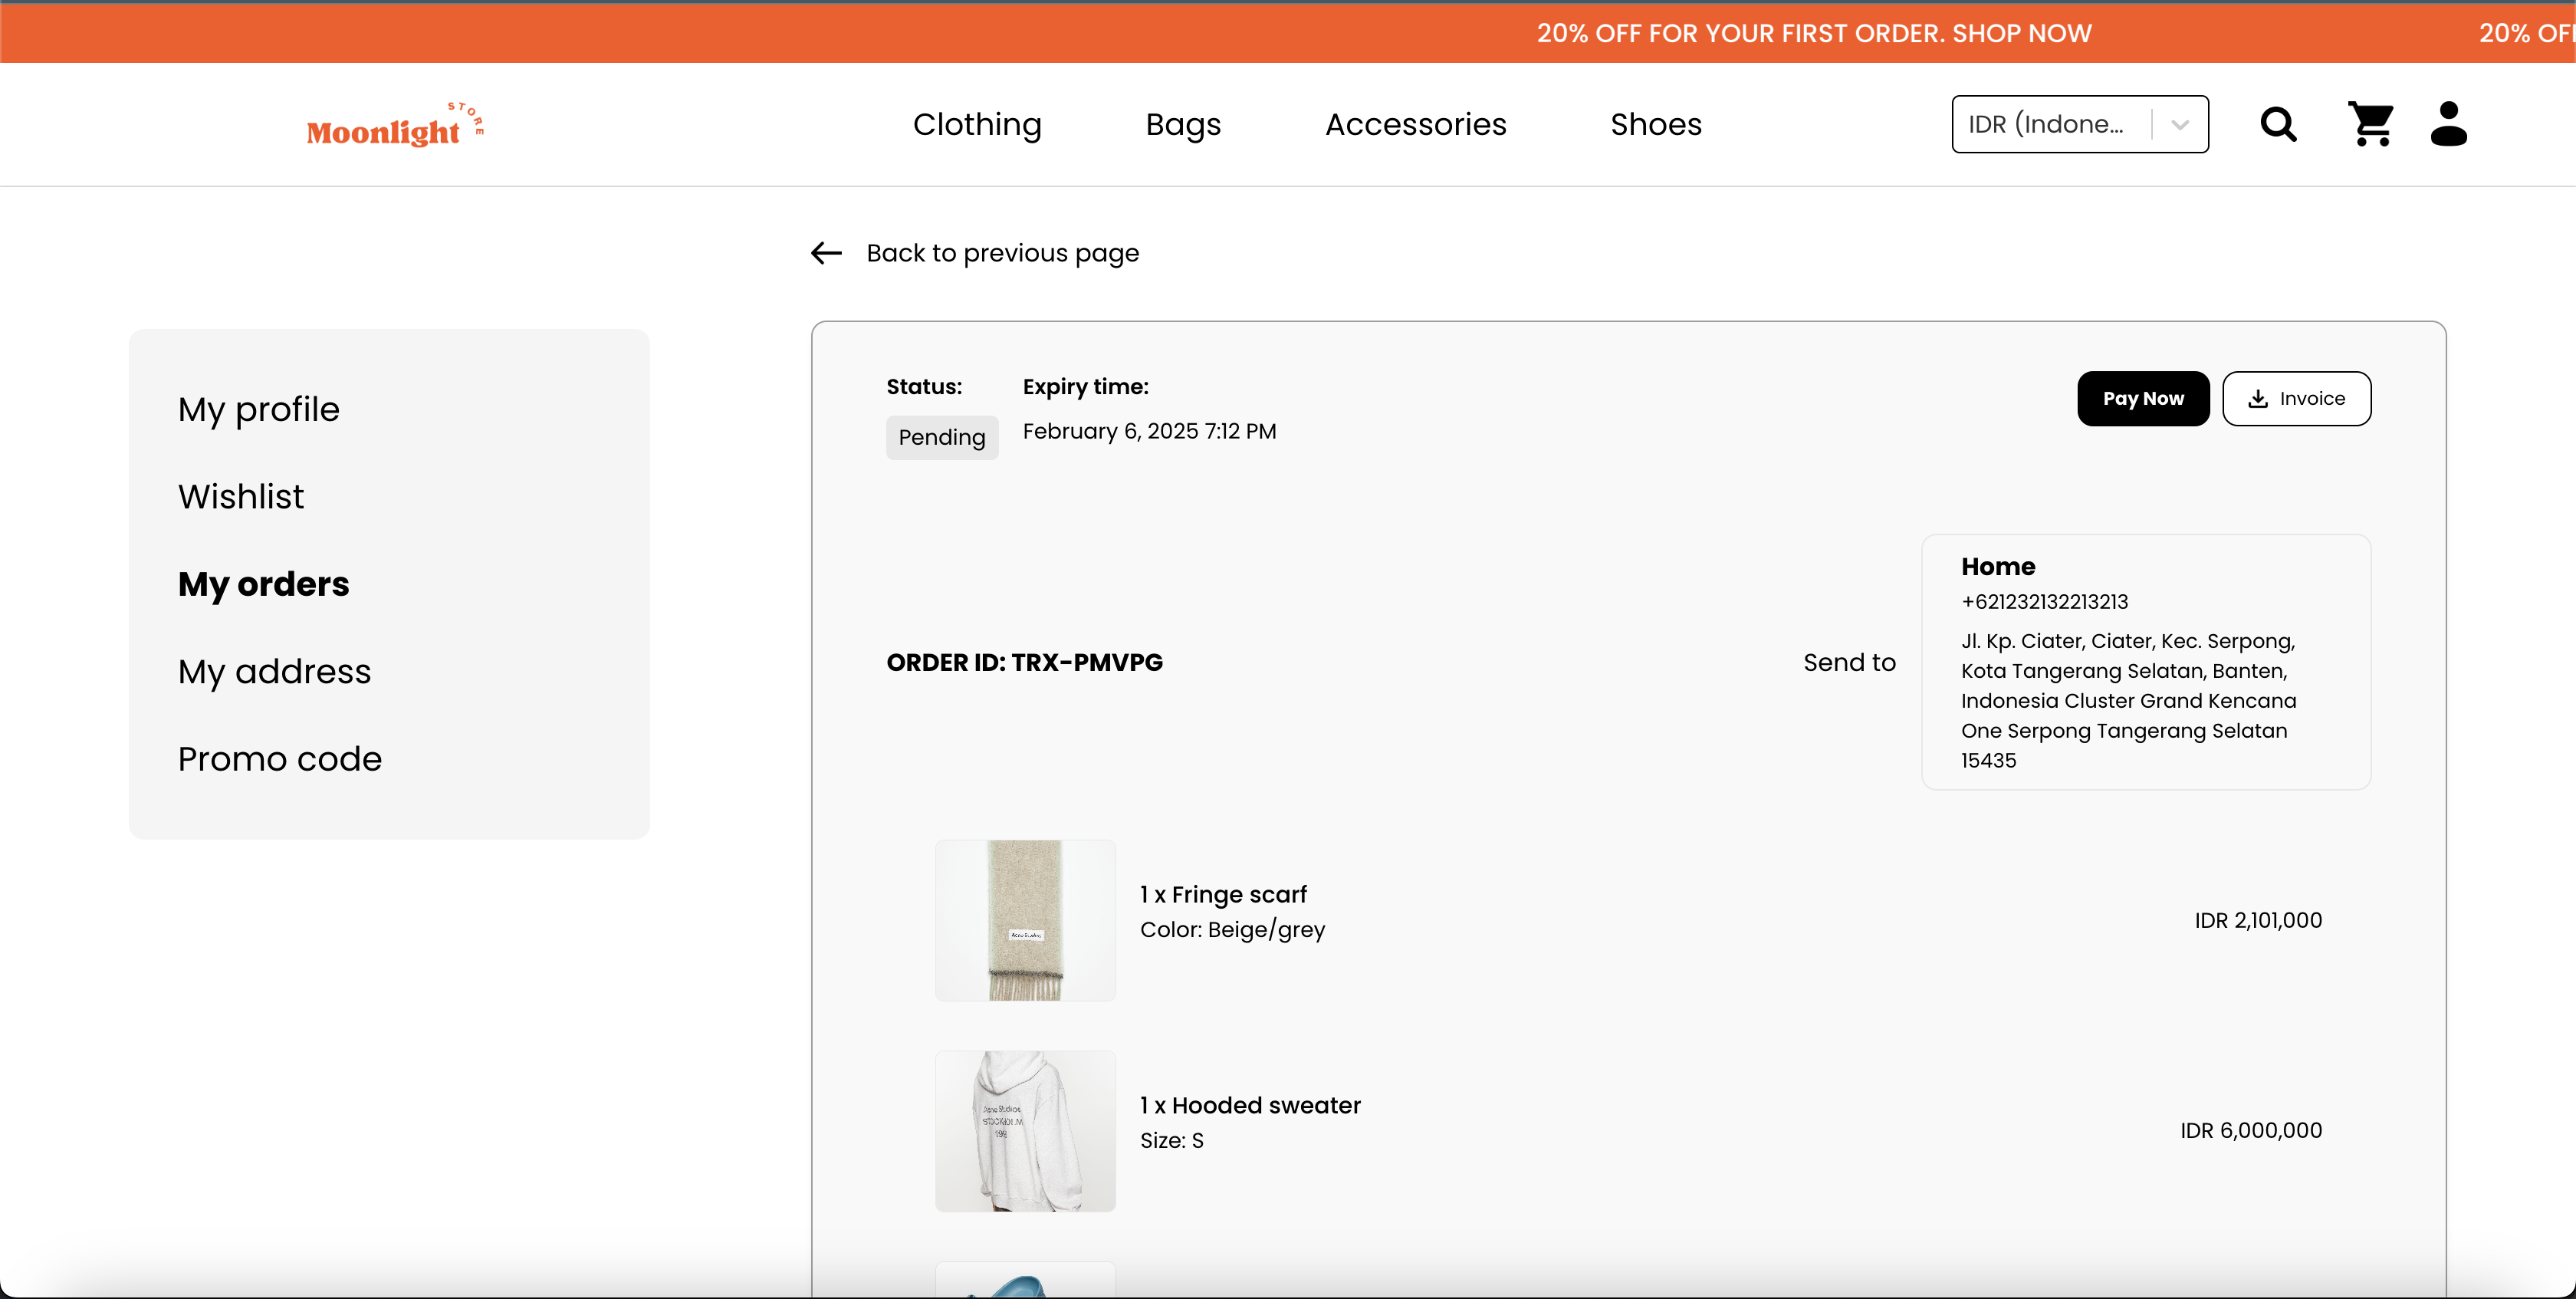 20% OFF FOR YOUR FIRST ORDER. SHOP NOW
20% OF
Moonlight
STORE
Clothing
Bags
Accessories
Shoes
IDR (Indone...
Back to previous page
My profile
Wishlist
My orders
My address
Promo code
Status:
Pending
Expiry time:
February 6, 2025 7:12 PM
Pay Now
Invoice
ORDER ID: TRX-PMVPG
Send to
Home
+621232132213213
Jl. Kp. Ciater, Ciater, Kec. Serpong,
Kota Tangerang Selatan, Banten,
Indonesia Cluster Grand Kencana
One Serpong Tangerang Selatan
15435
1 x Fringe scarf
Color: Beige/grey
IDR 2,101,000
1 x Hooded sweater
Size: S
IDR 6,000,000